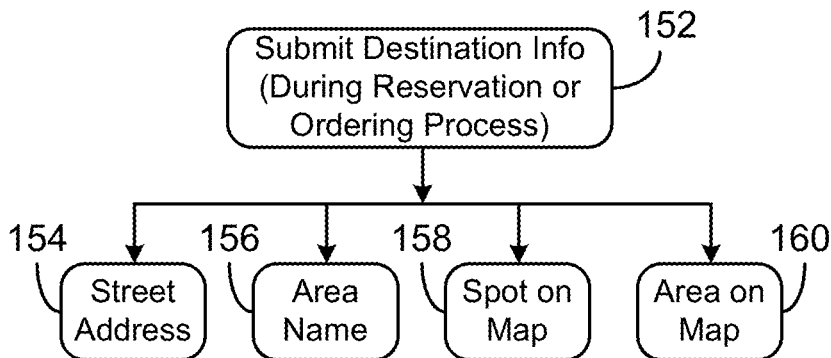 Submit Destination Info
(During Reservation or
Ordering Process)
152
154
Street
Address
156
Area
Name
158
Spot on
Map
160
Area on
Map